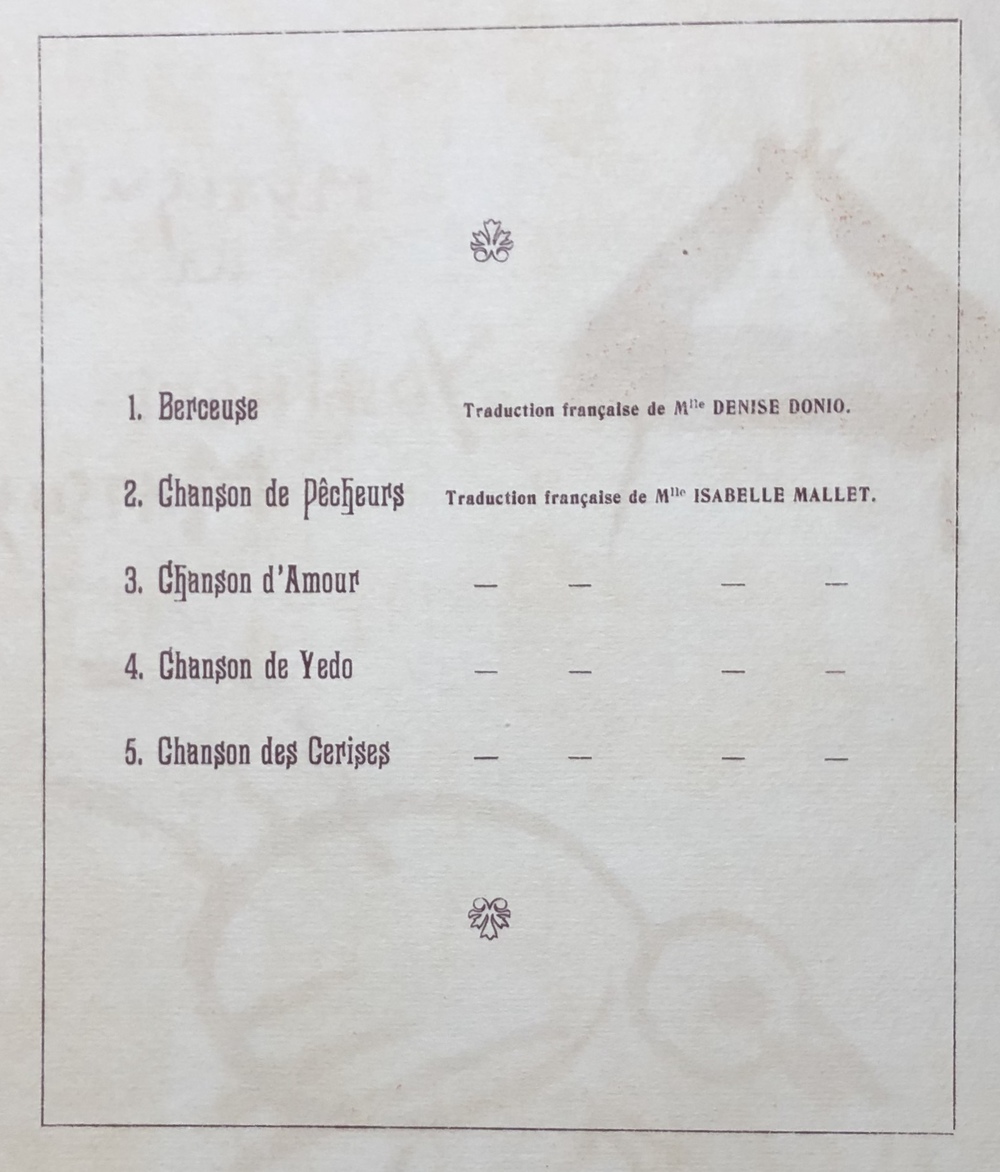 1. Berceuse Traduction française de Mlle DENISE DONIO.
2. Chanson de Pêcheurs Traduction française de Mlle ISABELLE MALLET.
3. Chanson d'Amour — — — —
4. Chanson de Yedo — — — —
5. Chanson des Cerises — — — —